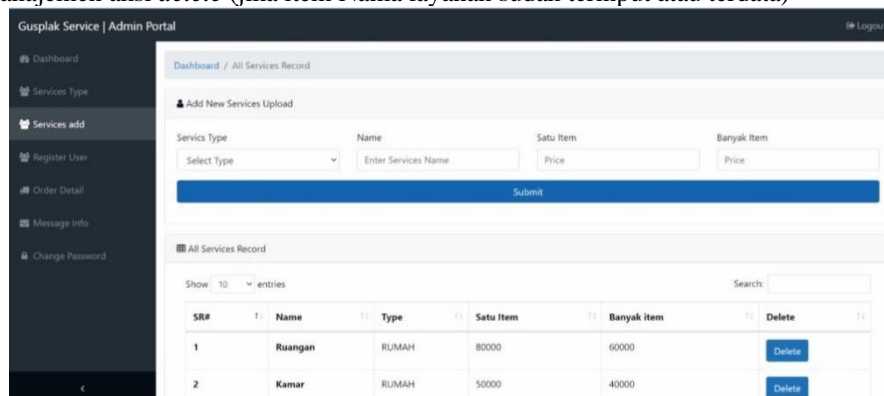 Gusplak Service | Admin Portal
Logout
Dashboard
Services Type
Services add
Register User
Order Detail
Message Info
Change Password
Dashboard / All Services Record
Add New Services Upload
Servics Type Name Satu Item Banyak Item
Select Type Enter Services Name Price Price
Submit
All Services Record
Show 10 entries Search:
SR# Name Type Satu Item Banyak item Delete
1 Ruangan RUMAH 80000 60000 Delete
2 Kamar RUMAH 50000 40000 Delete